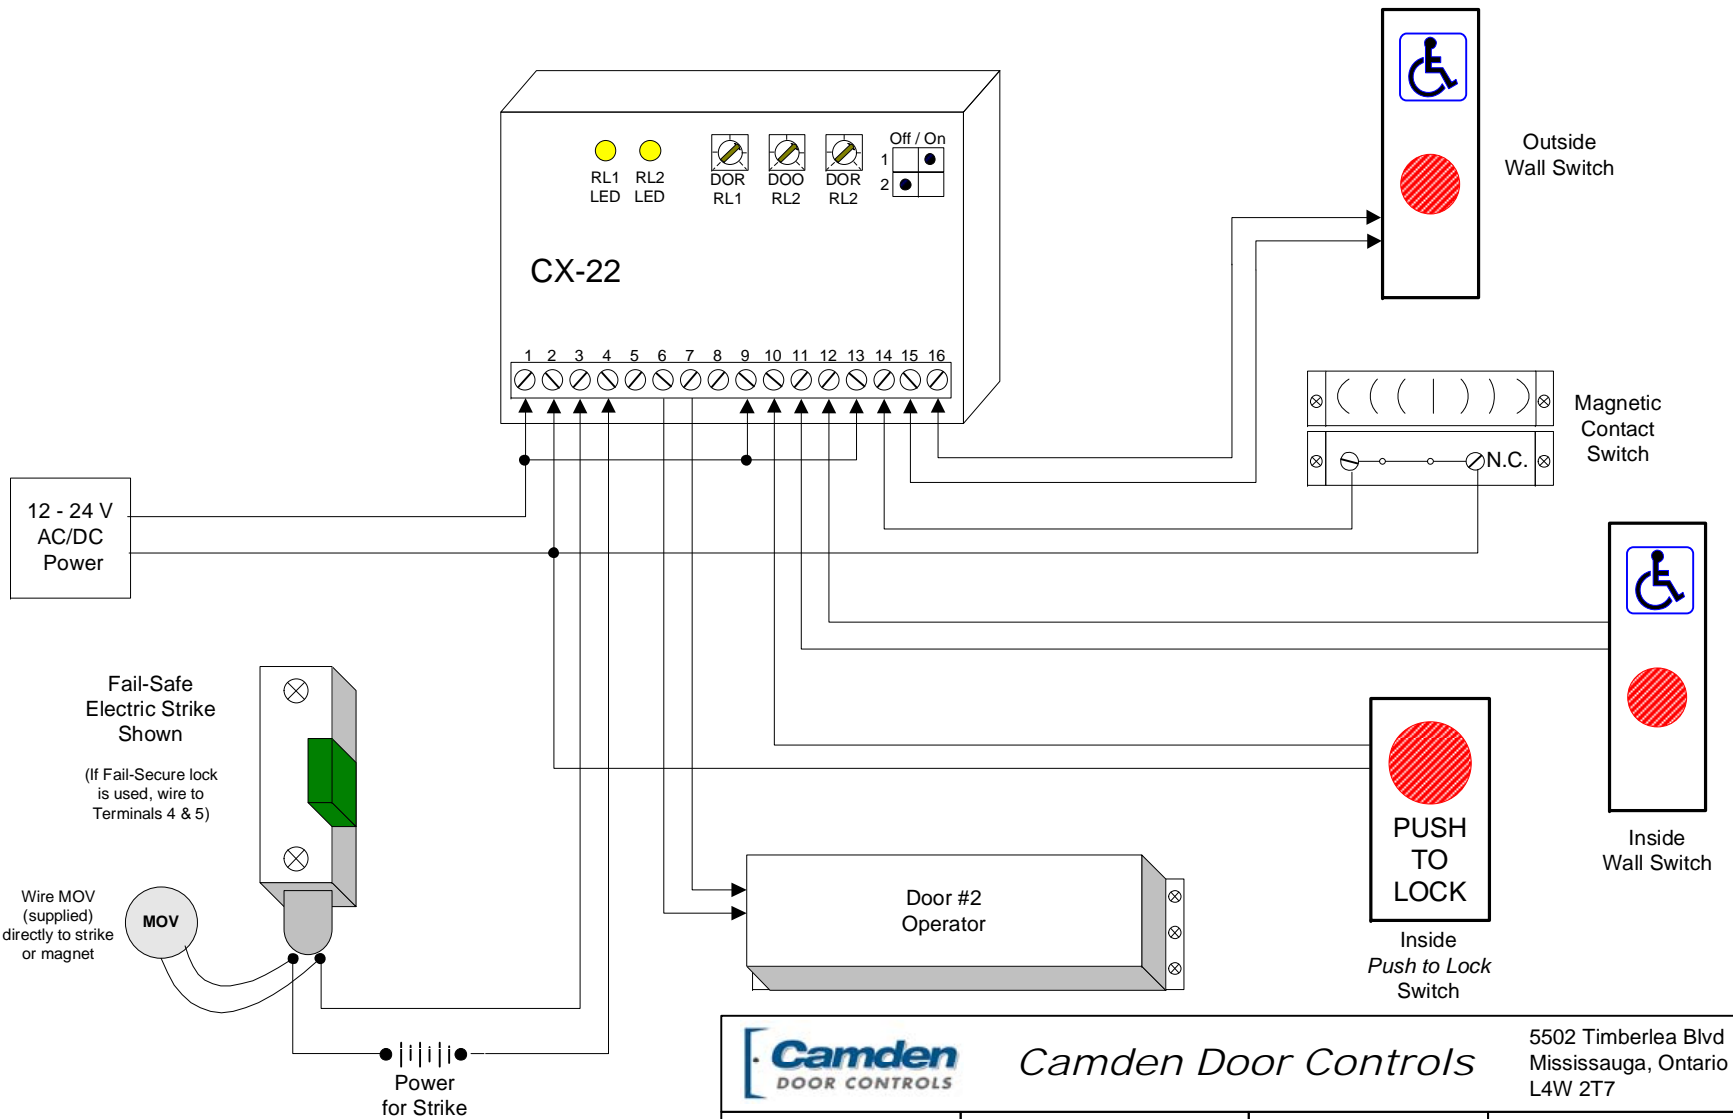 Off / On
1
2
RL1
LED
RL2
LED
DOR
RL1
DOO
RL2
DOR
RL2
CX-22
1 2 3 4 5 6 7 8 9 10 11 12 13 14 15 16
Outside
Wall Switch
Magnetic
Contact
Switch
N.C.
12 - 24 V
AC/DC
Power
Fail-Safe
Electric Strike
Shown
(If Fail-Secure lock
is used, wire to
Terminals 4 & 5)
Wire MOV
(supplied)
directly to strike
or magnet
MOV
Power
for Strike
Door #2
Operator
PUSH
TO
LOCK
Inside
Push to Lock
Switch
Inside
Wall Switch
Camden
DOOR CONTROLS
Camden Door Controls
5502 Timberlea Blvd
Mississauga, Ontario
L4W 2T7